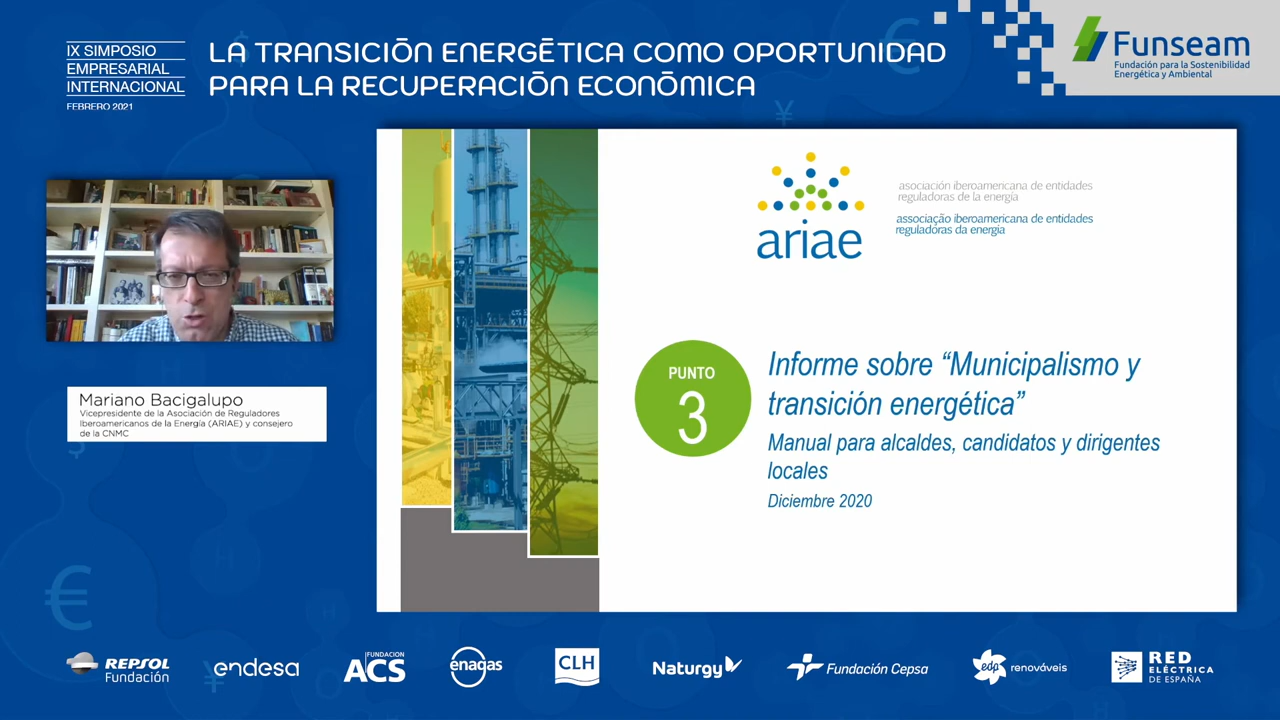 IX SIMPOSIO
EMPRESARIAL
INTERNACIONAL
FEBRERO 2021
LA TRANSICIÓN ENERGÉTICA COMO OPORTUNIDAD
PARA LA RECUPERACIÓN ECONÓMICA
Funseam
Fundación para la Sostenibilidad
Energética y Ambiental
ariae
asociación iberoamericana de entidades
reguladoras de la energía
associação iberoamericana de entidades
reguladoras da energia
PUNTO
3
Informe sobre “Municipalismo y
transición energética”
Manual para alcaldes, candidatos y dirigentes
locales
Diciembre 2020
Mariano Bacigalupo
Vicepresidente de la Asociación de Reguladores
Iberoamericanos de la Energía (ARIAE) y consejero
de la CNMC
REPSOL
Fundación
endesa
FUNDACION
ACS
enagas
CLH
Naturgy
Fundación Cepsa
edp
renováveis
RED
ELÉCTRICA
DE ESPAÑA